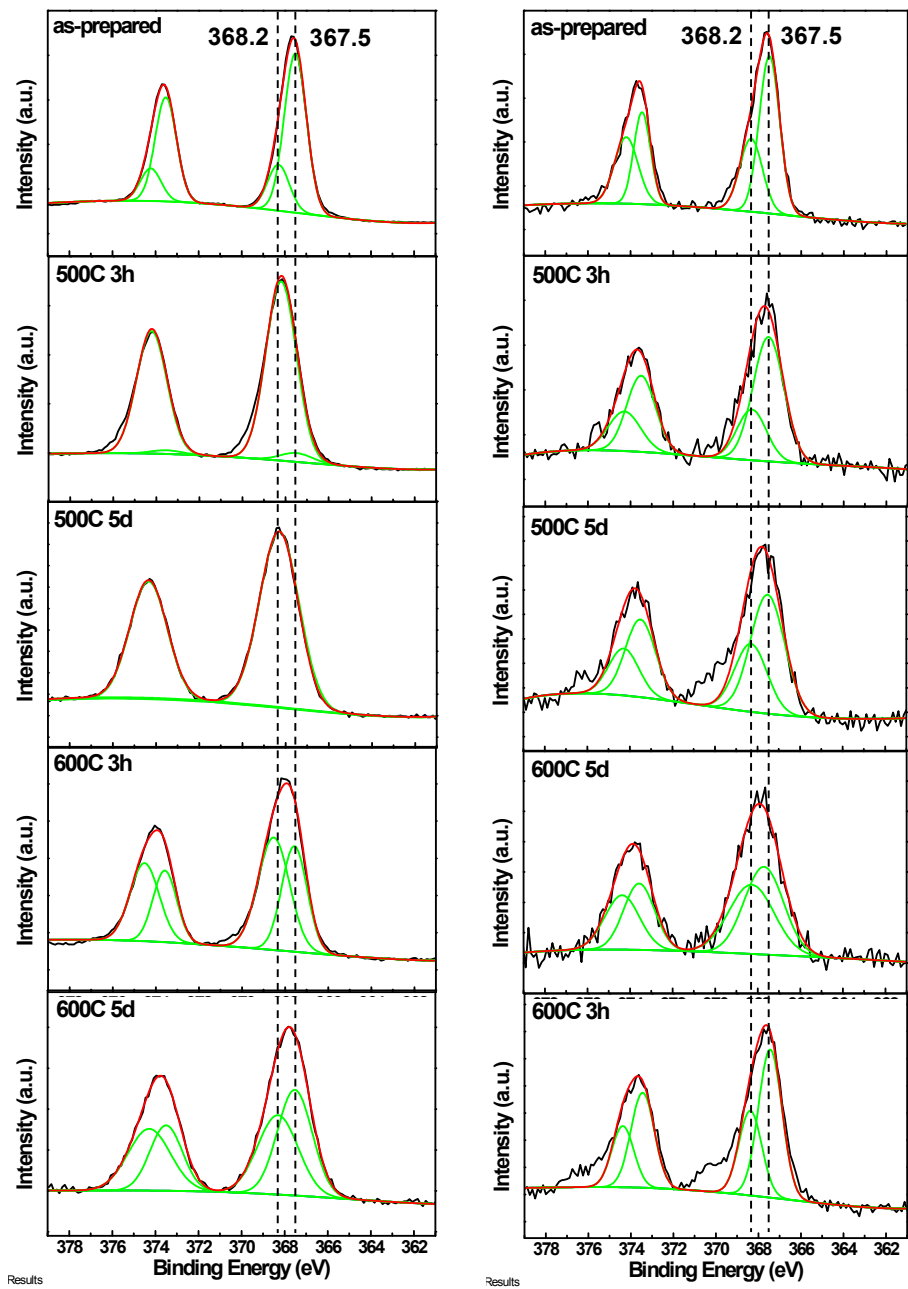 as-prepared
368.2 367.5
Intensity (a.u.)
500C 3h
Intensity (a.u.)
500C 5d
Intensity (a.u.)
600C 3h
Intensity (a.u.)
600C 5d
Intensity (a.u.)
378 376 374 372 370 368 366 364 362
Binding Energy (eV)
Results
as-prepared
368.2 367.5
Intensity (a.u.)
500C 3h
Intensity (a.u.)
500C 5d
Intensity (a.u.)
600C 5d
Intensity (a.u.)
600C 3h
Intensity (a.u.)
378 376 374 372 370 368 366 364 362
Binding Energy (eV)
Results